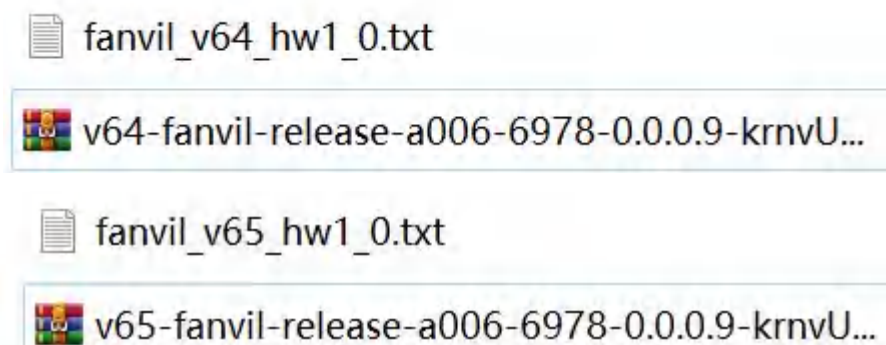 fanvil_v64_hw1_0.txt
v64-fanvil-release-a006-6978-0.0.0.9-krnvU...
fanvil_v65_hw1_0.txt
v65-fanvil-release-a006-6978-0.0.0.9-krnvU...